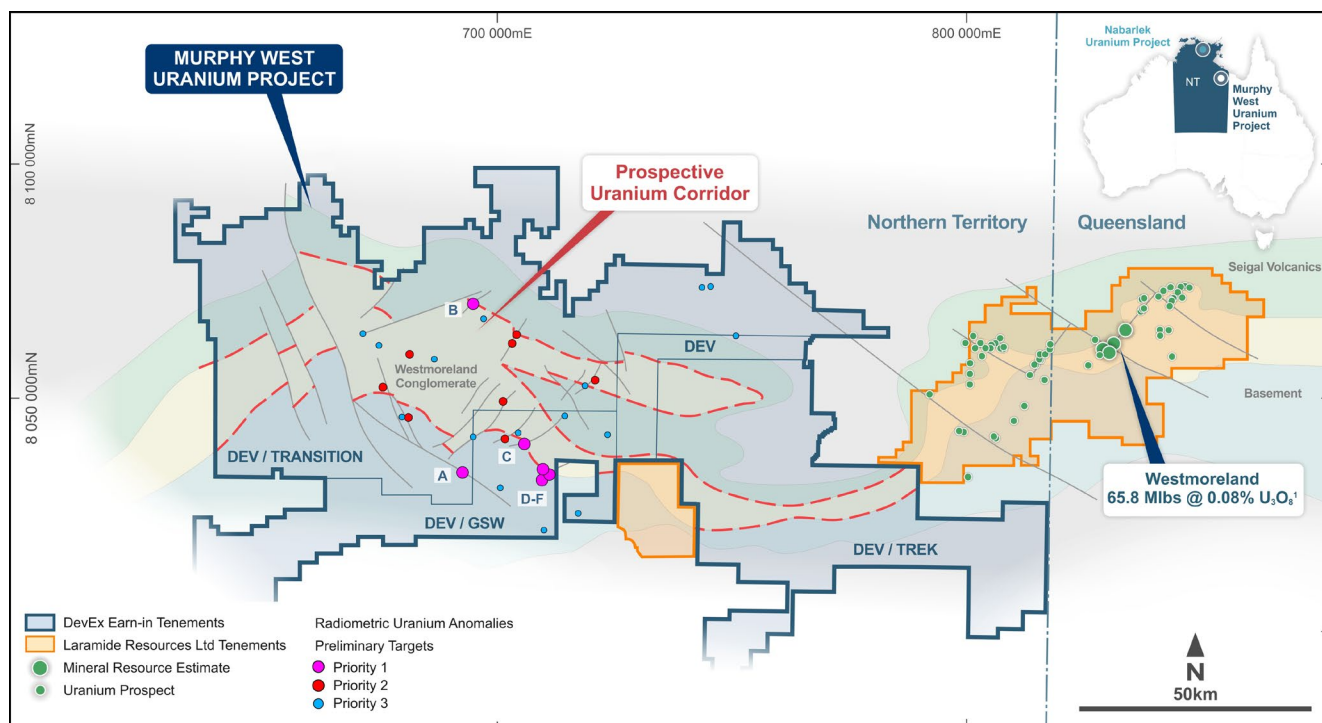 700 000mE
800 000mE
8 100 000mN
8 050 000mN
MURPHY WEST
URANIUM PROJECT
Prospective
Uranium Corridor
Nabarlek
Uranium Project
NT
Murphy
West
Uranium
Project
Northern Territory
Queensland
Seigal Volcanics
B
DEV
Westmoreland
Conglomerate
Basement
DEV / TRANSITION
A
C
D-F
DEV / GSW
DEV / TREK
Westmoreland
65.8 Mlbs @ 0.08% U₃O₈¹
DevEx Earn-in Tenements
Laramide Resources Ltd Tenements
Mineral Resource Estimate
Uranium Prospect
Radiometric Uranium Anomalies
Preliminary Targets
Priority 1
Priority 2
Priority 3
N
50km